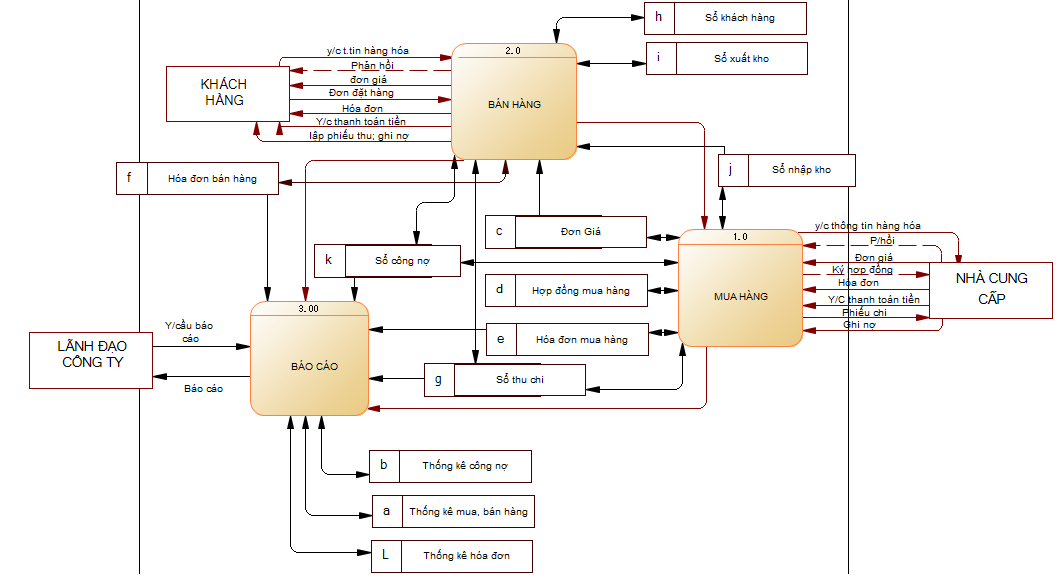 h
Sổ khách hàng
2.0
BÁN HÀNG
i
Sổ xuất kho
KHÁCH
HÀNG
y/c t.tin hàng hóa
Phản hồi
đơn giá
Đơn đặt hàng
Hóa đơn
Y/c thanh toán tiền
lập phiếu thu; ghi nợ
f
Hóa đơn bán hàng
j
Sổ nhập kho
c
Đơn Giá
1.0
MUA HÀNG
y/c thông tin hàng hóa
P/hồi
Đơn giá
Ký hợp đồng
Hóa đơn
Y/C thanh toán tiền
Phiếu chi
Ghi nợ
NHÀ CUNG
CẤP
k
Sổ công nợ
d
Hợp đồng mua hàng
3.00
BÁO CÁO
e
Hóa đơn mua hàng
LÃNH ĐẠO
CÔNG TY
Y/cầu báo
cáo
Báo cáo
g
Sổ thu chi
b
Thống kê công nợ
a
Thống kê mua, bán hàng
L
Thống kê hóa đơn